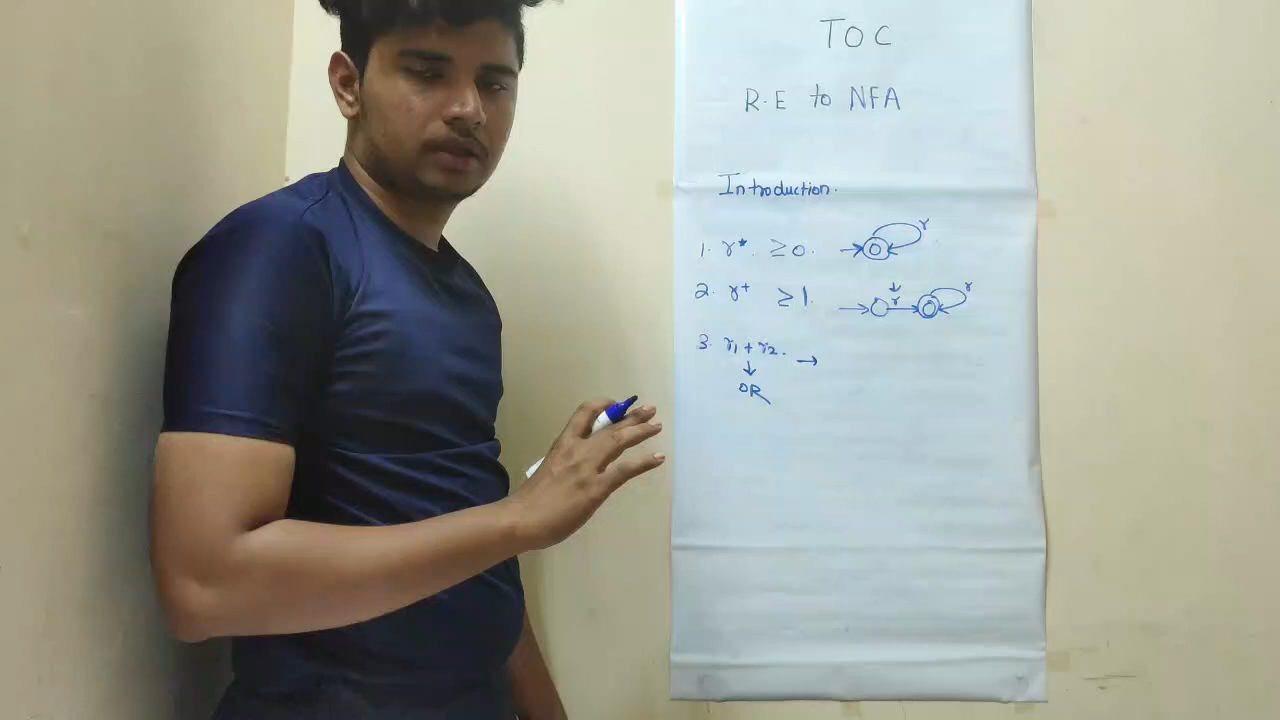 TOC
R.E to NFA
Introduction.
1. r*. ≥0. → r
2. r+ ≥1. → r r
3. r1 + r2. →
↓
OR